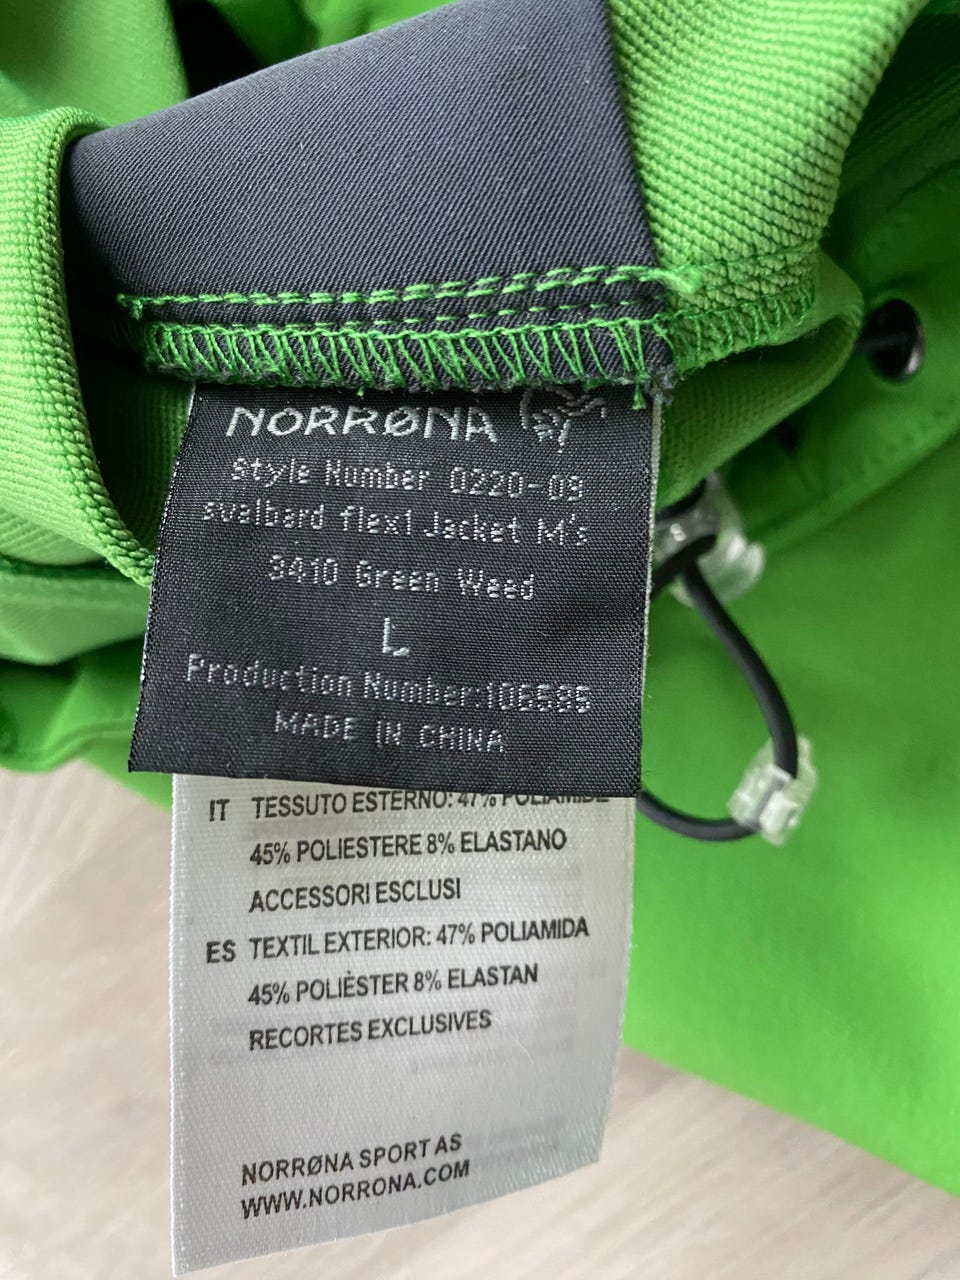 NORRØNA
Style Number 0220-09
svalbard flex1 Jacket M's
3410 Green Weed
L
Production Number:106585
MADE IN CHINA
IT TESSUTO ESTERNO: 47% POLIAMIDE
45% POLIESTERE 8% ELASTANO
ACCESSORI ESCLUSI
ES TEXTIL EXTERIOR: 47% POLIAMIDA
45% POLIÈSTER 8% ELASTAN
RECORTES EXCLUSIVES
NORRØNA SPORT AS
WWW.NORRONA.COM